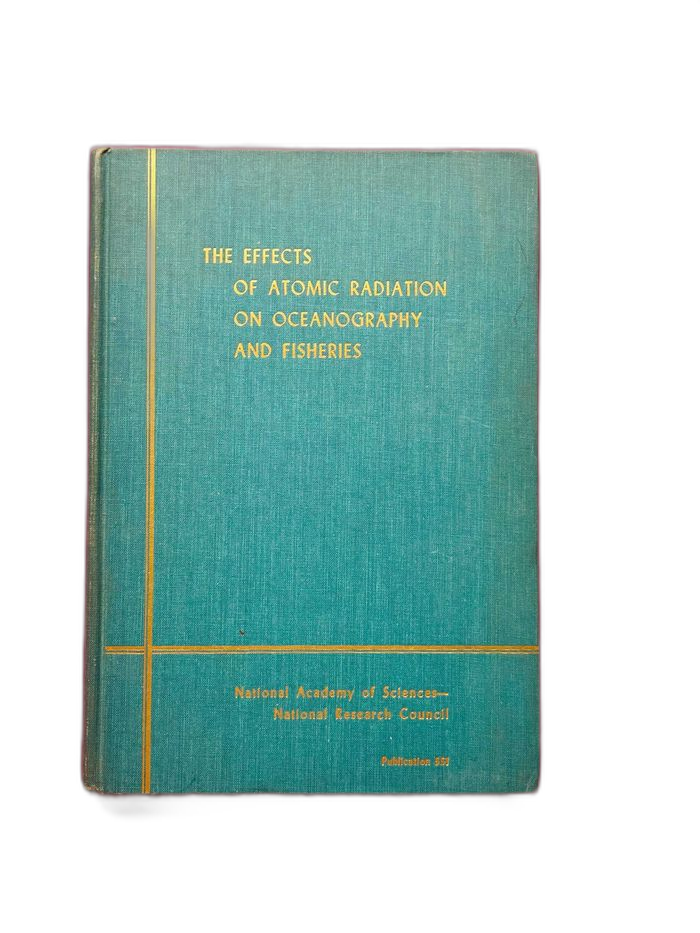 THE EFFECTS
OF ATOMIC RADIATION
ON OCEANOGRAPHY
AND FISHERIES
National Academy of Sciences—
National Research Council
Publication 551